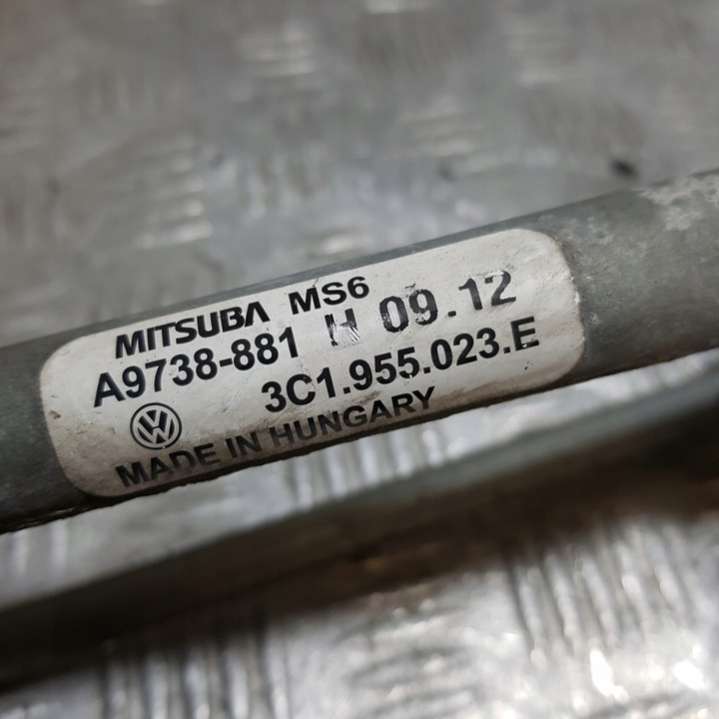 MITSUBA MS6
A9738-881 H 09.12
3C1.955.023.E
MADE IN HUNGARY